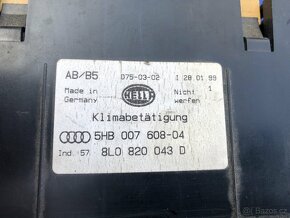 AB/B5 075-03-02 I 28.01.99
Made in Germany HELLA Nicht werfen 1
Klimabetätigung
5HB 007 608-04
Ind. 57 8L0 820 043 D
Bazoš.cz